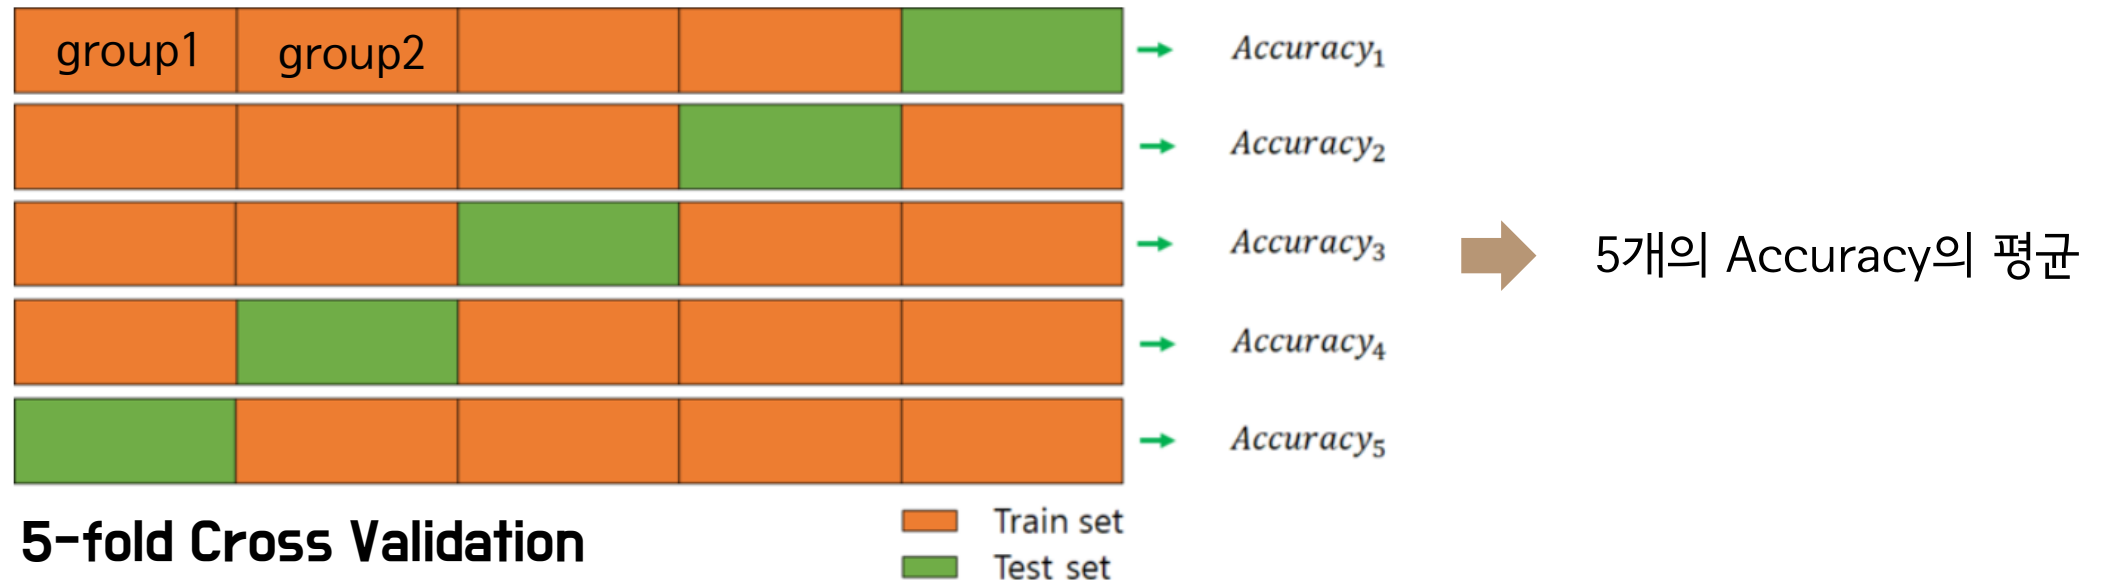 group1 group2
Accuracy₁
Accuracy₂
Accuracy₃
Accuracy₄
Accuracy₅
5개의 Accuracy의 평균
5-fold Cross Validation
Train set
Test set